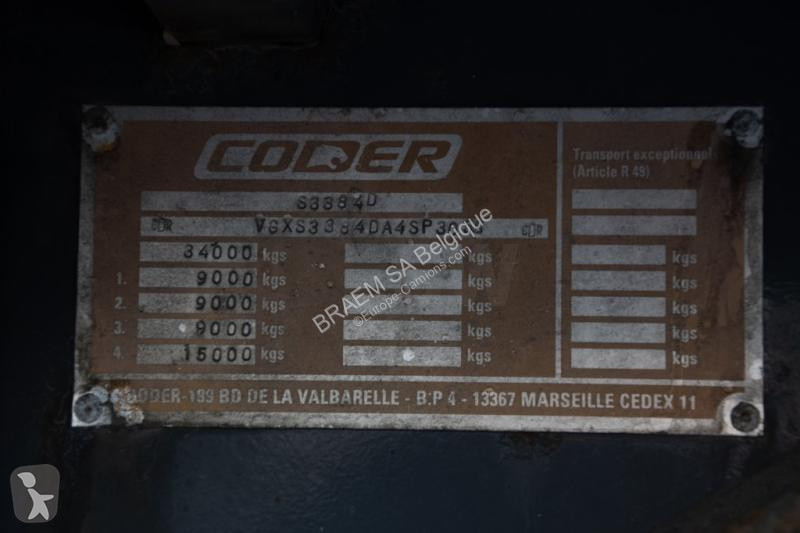 CODER
S3384D
CDR VGXS3384DA4SP CDR
34000 kgs kgs
1. 9000 kgs kgs
2. 9000 kgs kgs
3. 9000 kgs kgs
4. 15000 kgs kgs
Transport exceptionnel
(Article R 48)
kgs
kgs
kgs
kgs
kgs
CODER-199 BD DE LA VALBARELLE - B.P 4 - 13367 MARSEILLE CEDEX 11
BRAEM SA Belgique
©Europe-Camions.com